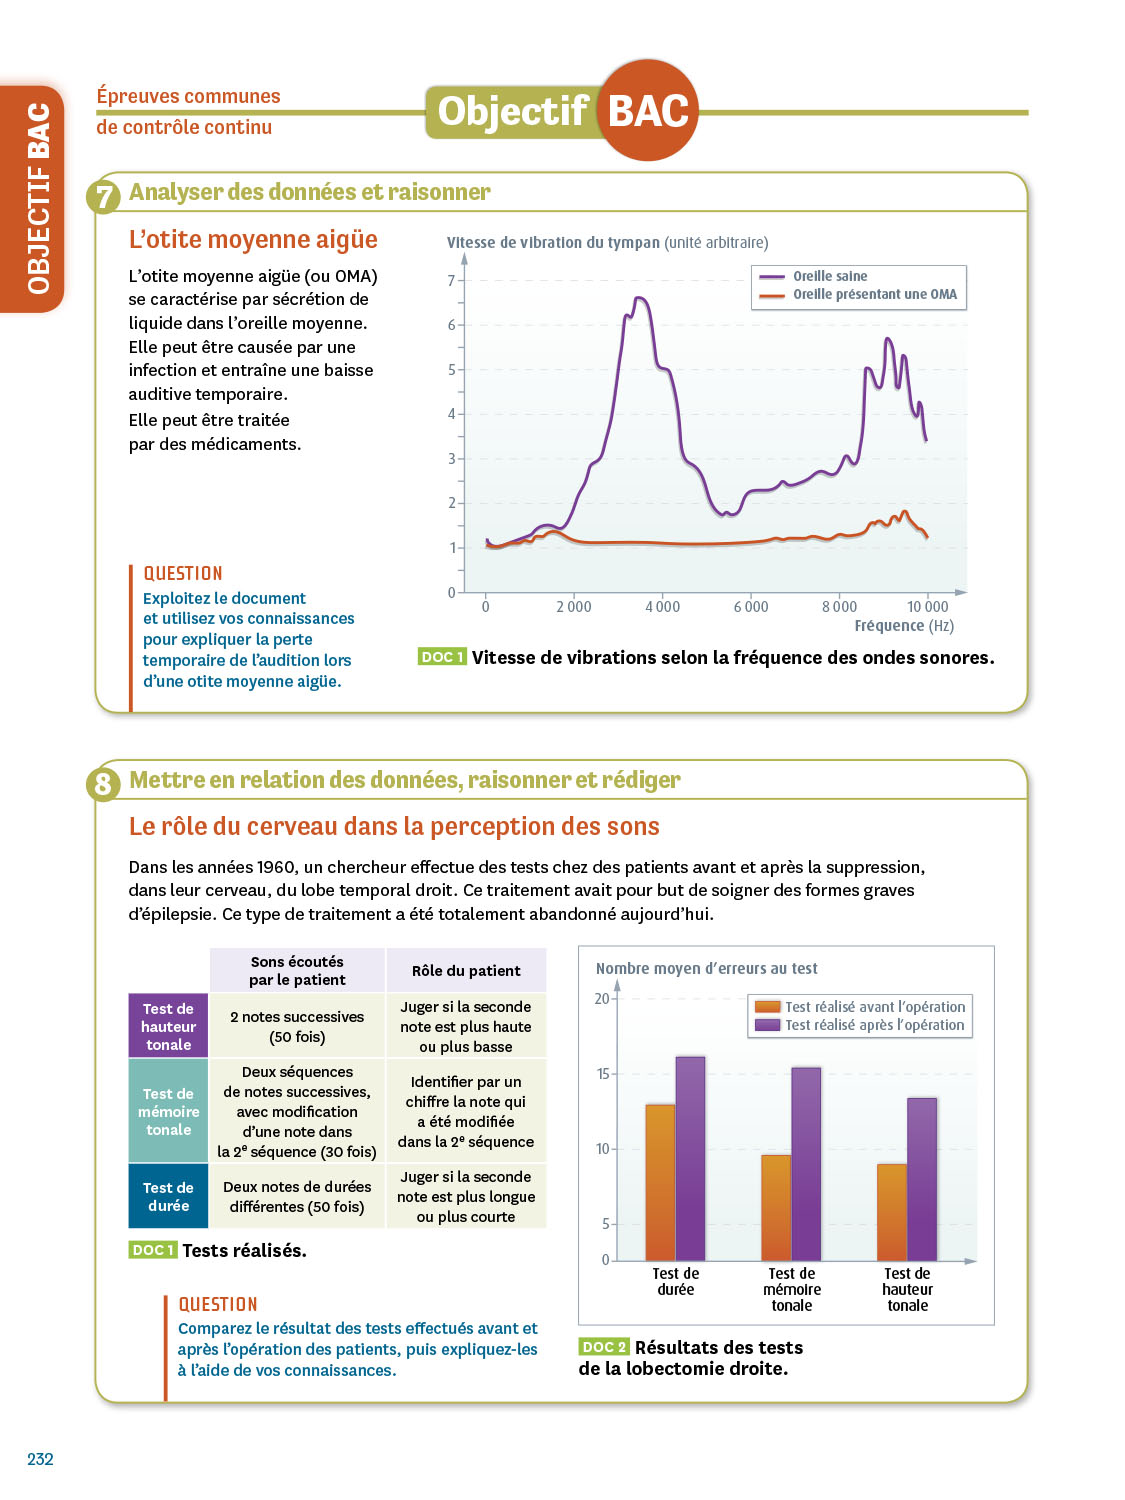 OBJECTIF BAC
Épreuves communes
de contrôle continu
Objectif BAC
7 Analyser des données et raisonner
L’otite moyenne aigüe
L’otite moyenne aigüe (ou OMA)
se caractérise par sécrétion de
liquide dans l’oreille moyenne.
Elle peut être causée par une
infection et entraîne une baisse
auditive temporaire.
Elle peut être traitée
par des médicaments.
QUESTION
Exploitez le document
et utilisez vos connaissances
pour expliquer la perte
temporaire de l’audition lors
d’une otite moyenne aigüe.
Vitesse de vibration du tympan (unité arbitraire)
Oreille saine
Oreille présentant une OMA
7
6
5
4
3
2
1
0
0 2 000 4 000 6 000 8 000 10 000
Fréquence (Hz)
DOC 1 Vitesse de vibrations selon la fréquence des ondes sonores.
8 Mettre en relation des données, raisonner et rédiger
Le rôle du cerveau dans la perception des sons
Dans les années 1960, un chercheur effectue des tests chez des patients avant et après la suppression,
dans leur cerveau, du lobe temporal droit. Ce traitement avait pour but de soigner des formes graves
d’épilepsie. Ce type de traitement a été totalement abandonné aujourd’hui.
Sons écoutés
par le patient
Rôle du patient
Test de
hauteur
tonale
2 notes successives
(50 fois)
Juger si la seconde
note est plus haute
ou plus basse
Test de
mémoire
tonale
Deux séquences
de notes successives,
avec modification
d’une note dans
la 2e séquence (30 fois)
Identifier par un
chiffre la note qui
a été modifiée
dans la 2e séquence
Test de
durée
Deux notes de durées
différentes (50 fois)
Juger si la seconde
note est plus longue
ou plus courte
DOC 1 Tests réalisés.
QUESTION
Comparez le résultat des tests effectués avant et
après l’opération des patients, puis expliquez-les
à l’aide de vos connaissances.
Nombre moyen d’erreurs au test
Test réalisé avant l’opération
Test réalisé après l’opération
20
15
10
5
0
Test de
durée
Test de
mémoire
tonale
Test de
hauteur
tonale
DOC 2 Résultats des tests
de la lobectomie droite.
232